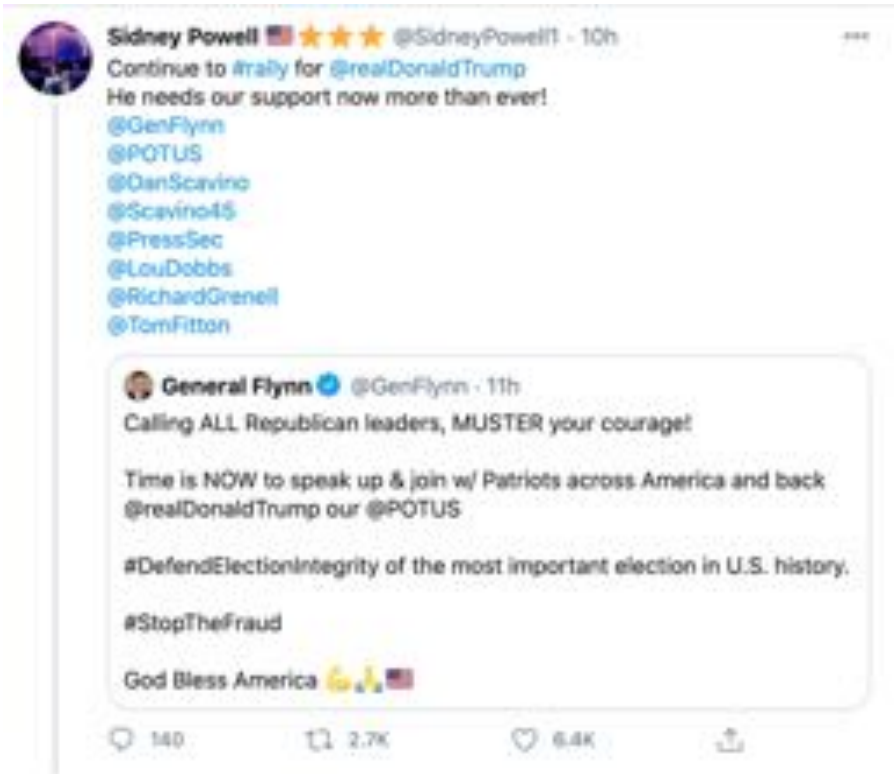 Sidney Powell 🇺🇸⭐⭐⭐ @SidneyPowell1 · 10h
Continue to #rally for @realDonaldTrump
He needs our support now more than ever!
@GenFlynn
@POTUS
@DanScavino
@Scavino45
@PressSec
@LouDobbs
@RichardGrenell
@TomFitton
General Flynn @GenFlynn · 11h
Calling ALL Republican leaders, MUSTER your courage!
Time is NOW to speak up & join w/ Patriots across America and back
@realDonaldTrump our @POTUS
#DefendElectionIntegrity of the most important election in U.S. history.
#StopTheFraud
God Bless America 💪🙏🇺🇸
140 2.7K 6.4K